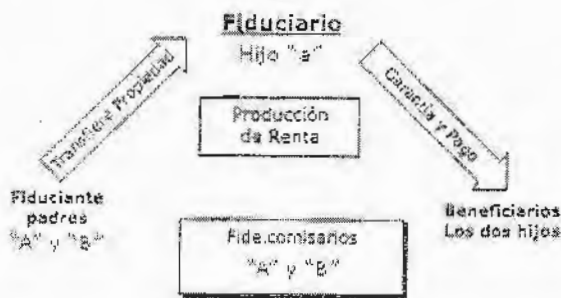 Fiduciario
Hijo "a"
Transfiere Propiedad
Garantía y Pago
Producción
de Renta
Fiduciante
padres
"A" y "B"
Beneficiarios
Los dos hijos
Fideicomisarios
"A" y "B"